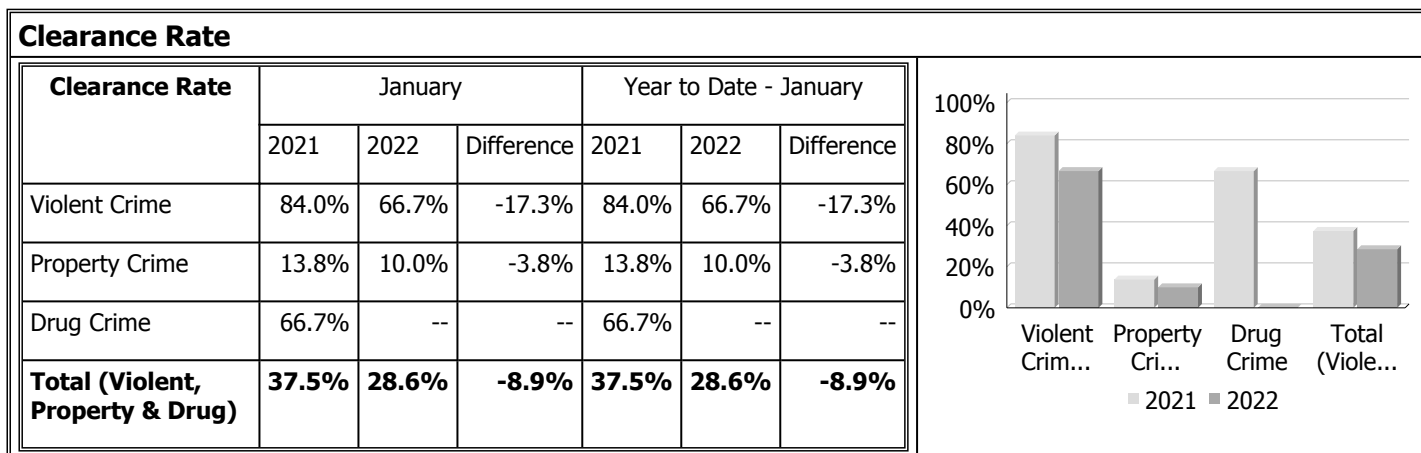 Clearance Rate
Clearance Rate January Year to Date - January
2021 2022 Difference 2021 2022 Difference
Violent Crime 84.0% 66.7% -17.3% 84.0% 66.7% -17.3%
Property Crime 13.8% 10.0% -3.8% 13.8% 10.0% -3.8%
Drug Crime 66.7% -- -- 66.7% -- --
Total (Violent, 37.5% 28.6% -8.9% 37.5% 28.6% -8.9%
Property & Drug)
100%
80%
60%
40%
20%
0%
Violent Property Drug Total
Crim... Cri... Crime (Viole...
2021 2022